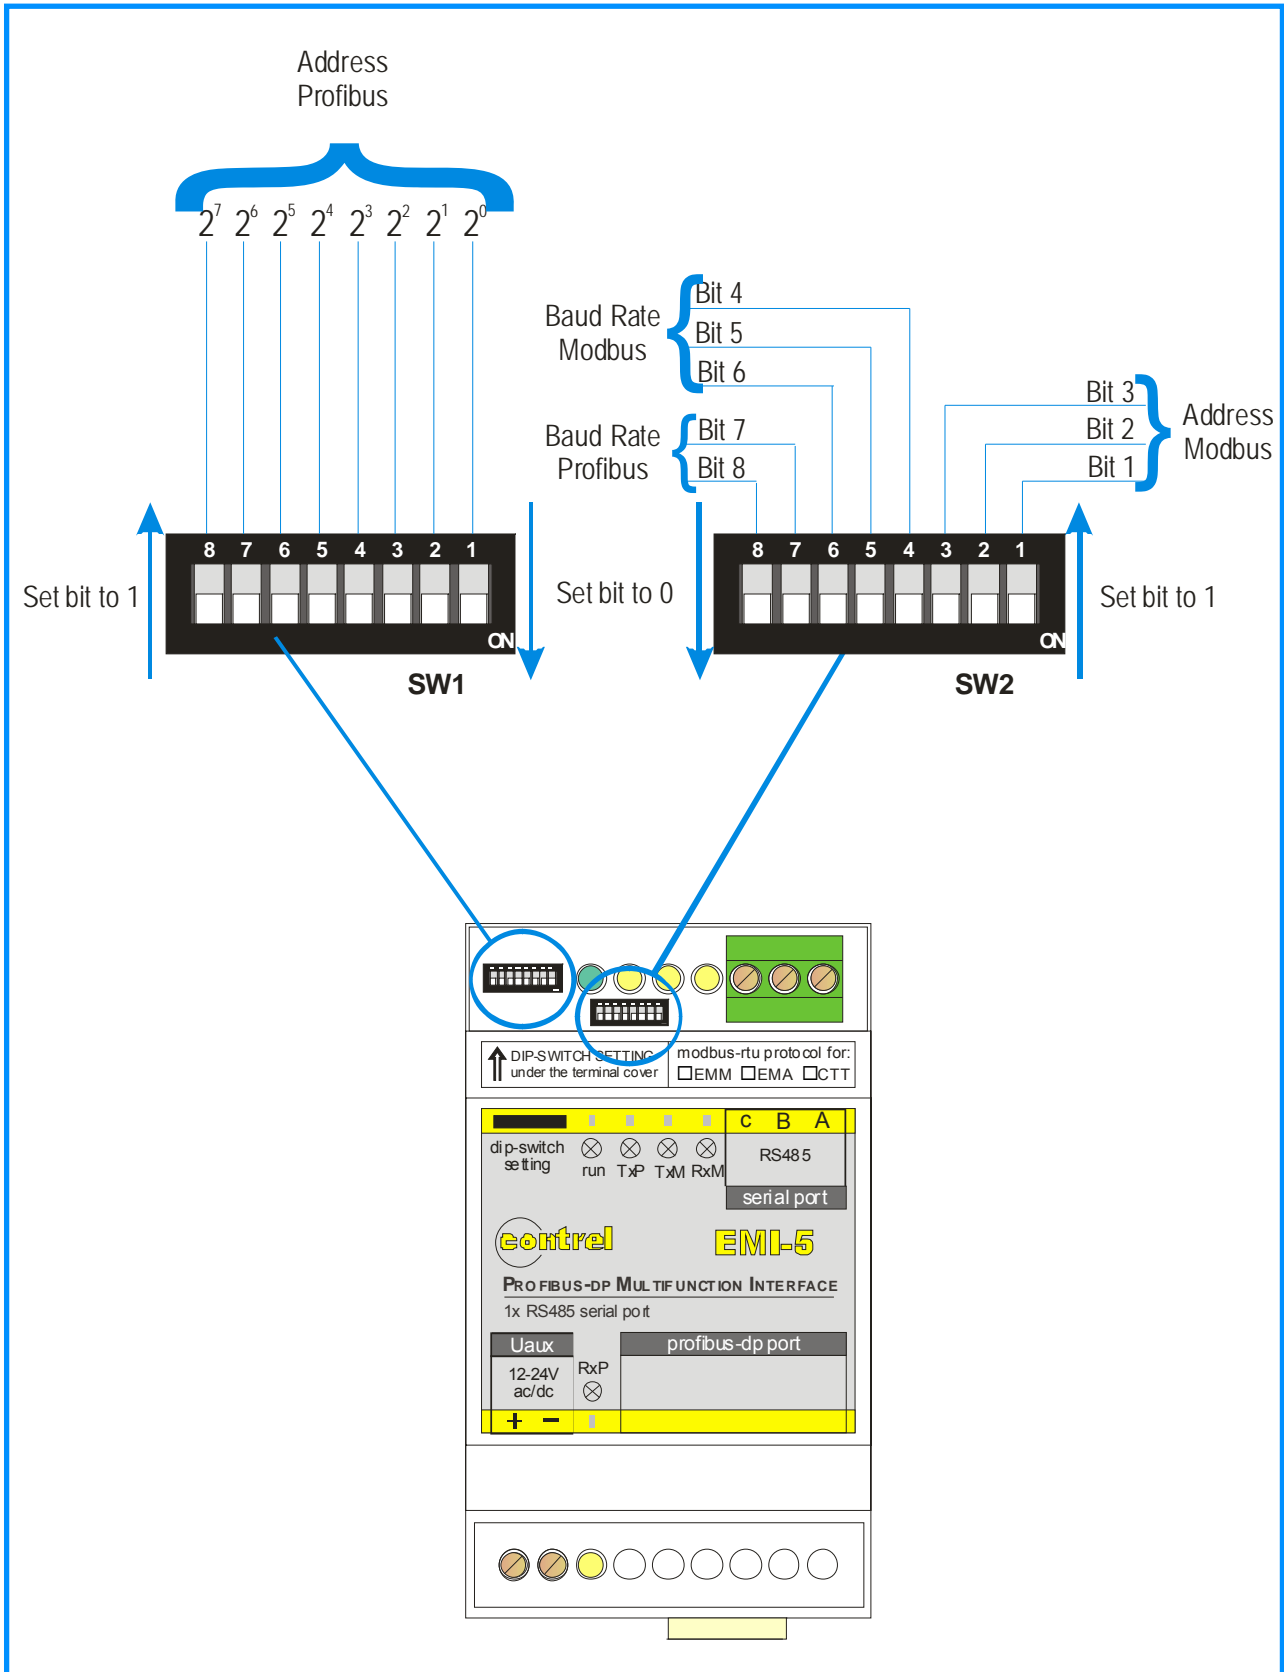 Address
Profibus
2⁷ 2⁶ 2⁵ 2⁴ 2³ 2² 2¹ 2⁰
Baud Rate
Modbus
Bit 4
Bit 5
Bit 6
Baud Rate
Profibus
Bit 7
Bit 8
Bit 3
Bit 2
Bit 1
Address
Modbus
8 7 6 5 4 3 2 1
ON
SW1
Set bit to 1
Set bit to 0
8 7 6 5 4 3 2 1
ON
SW2
Set bit to 1
DIP-SWITCH SETTING
under the terminal cover
modbus-rtu protocol for:
☐EMM ☐EMA ☐CTT
c B A
dip-switch
setting
run TxP TxM RxM
RS485
serial port
contrel
EMI-5
PROFIBUS-DP MULTIFUNCTION INTERFACE
1x RS485 serial port
Uaux
12-24V
ac/dc
+ −
RxP
profibus-dp port